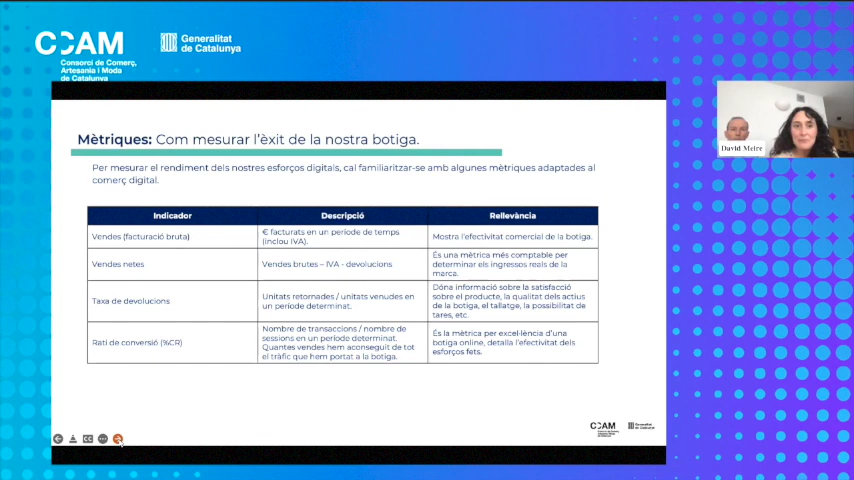 CCAM
Consorci de Comerç,
Artesania i Moda
de Catalunya
Generalitat
de Catalunya
Mètriques: Com mesurar l'èxit de la nostra botiga.
Per mesurar el rendiment dels nostres esforços digitals, cal familiaritzar-se amb algunes mètriques adaptades al
comerç digital.
Indicador
Descripció
Rellevància
Vendes (facturació bruta)
€ facturats en un període de temps
(inclou IVA).
Mostra l'efectivitat comercial de la botiga.
Vendes netes
Vendes brutes – IVA - devolucions
És una mètrica més comptable per
determinar els ingressos reals de la
marca.
Taxa de devolucions
Unitats retornades / unitats venudes en
un període determinat.
Dóna informació sobre la satisfacció
sobre el producte, la qualitat dels actius
de la botiga, el tallatge, la possibilitat de
tares, etc.
Rati de conversió (%CR)
Nombre de transaccions / nombre de
sessions en un període determinat.
Quantes vendes hem aconseguit de tot
el tràfic que hem portat a la botiga.
És la mètrica per excel·lència d'una
botiga online, detalla l'efectivitat dels
esforços fets.
David Meire
CC
CCAM
Generalitat
de Catalunya